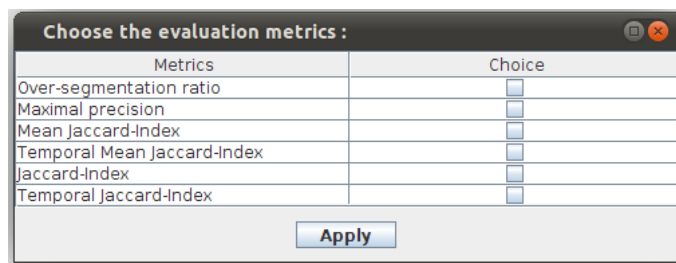 Choose the evaluation metrics :
Metrics Choice
Over-segmentation ratio
Maximal precision
Mean Jaccard-Index
Temporal Mean Jaccard-Index
Jaccard-Index
Temporal Jaccard-Index
Apply